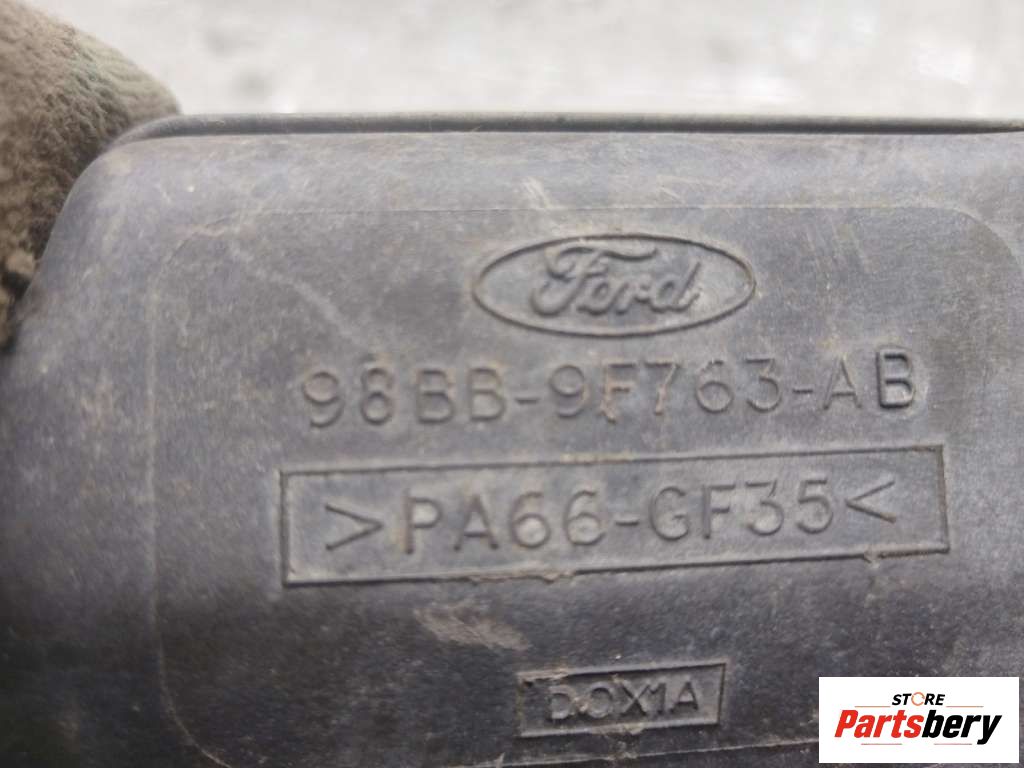 Ford
98BB-9F763-AB
>PA66-GF35<
DOX1A
STORE
Partsbery